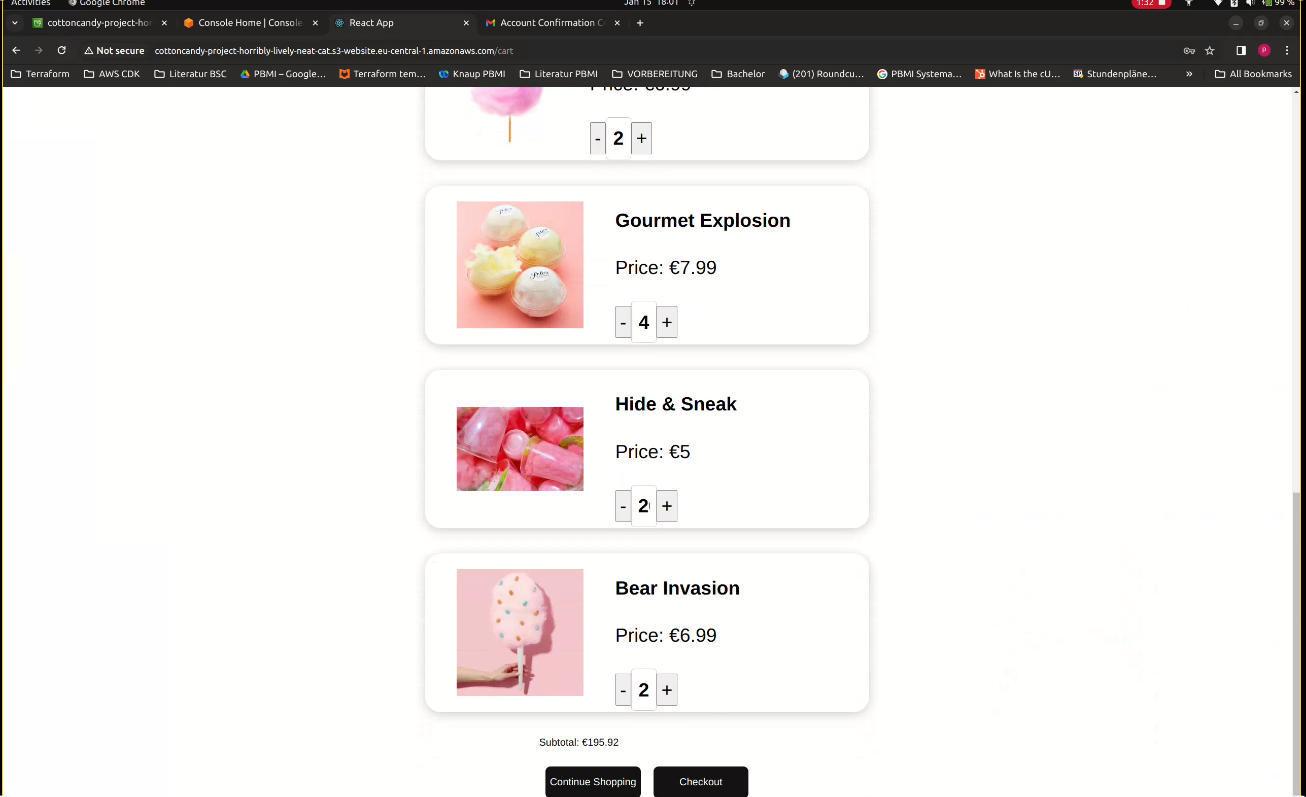 Activities Google Chrome Jan 15 18:01 1:32 99 %
cottoncandy-project-hor Console Home | Console React App Account Confirmation C
Not secure cottoncandy-project-horribly-lively-neat-cat.s3-website.eu-central-1.amazonaws.com/cart
Terraform AWS CDK Literatur BSC PBMI – Google... Terraform tem... Knaup PBMI Literatur PBMI VORBEREITUNG Bachelor (201) Roundcu... PBMI Systema... What Is the cU... Stundenpläne... » All Bookmarks
- 2 +
Gourmet Explosion
Price: €7.99
- 4 +
Hide & Sneak
Price: €5
- 2 +
Bear Invasion
Price: €6.99
- 2 +
Subtotal: €195.92
Continue Shopping Checkout